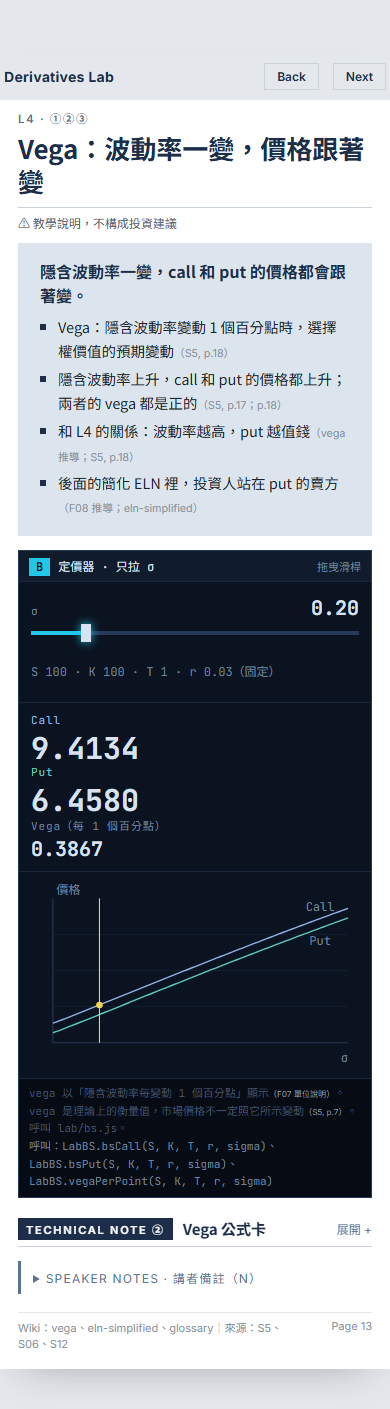 Derivatives Lab
Back
Next
L4 · ①②③
Vega：波動率一變，價格跟著
變
⚠ 教學說明，不構成投資建議
隱含波動率一變，call 和 put 的價格都會跟
著變。
Vega：隱含波動率變動 1 個百分點時，選擇
權價值的預期變動（S5, p.18）
隱含波動率上升，call 和 put 的價格都上升；
兩者的 vega 都是正的（S5, p.17；p.18）
和 L4 的關係：波動率越高，put 越值錢（vega
推導；S5, p.18）
後面的簡化 ELN 裡，投資人站在 put 的賣方
（F08 推導；eln-simplified）
B 定價器 · 只拉 σ
拖曳滑桿
σ
0.20
S 100 · K 100 · T 1 · r 0.03（固定）
Call
9.4134
Put
6.4580
Vega（每 1 個百分點）
0.3867
價格
Call
Put
σ
vega 以「隱含波動率每變動 1 個百分點」顯示（F07 單位說明）。
vega 是理論上的衡量值，市場價格不一定照它所示變動（S5, p.7）。
呼叫 lab/bs.js。
呼叫：LabBS.bsCall(S, K, T, r, sigma)、
LabBS.bsPut(S, K, T, r, sigma)、
LabBS.vegaPerPoint(S, K, T, r, sigma)
TECHNICAL NOTE ②
Vega 公式卡
展開 +
▶ SPEAKER NOTES · 講者備註（N）
Wiki：vega、eln-simplified、glossary｜來源：S5、
S06、S12
Page 13